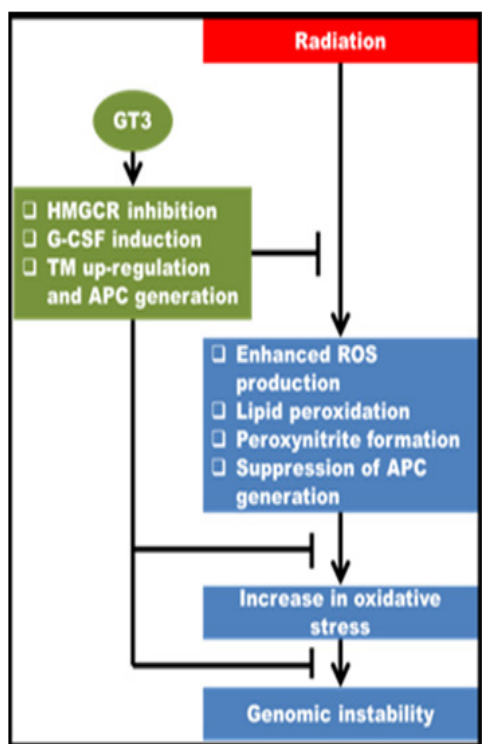 Radiation
GT3
❑ HMGCR inhibition
❑ G-CSF induction
❑ TM up-regulation
and APC generation
❑ Enhanced ROS
production
❑ Lipid peroxidation
❑ Peroxynitrite formation
❑ Suppression of APC
generation
Increase in oxidative
stress
Genomic instability